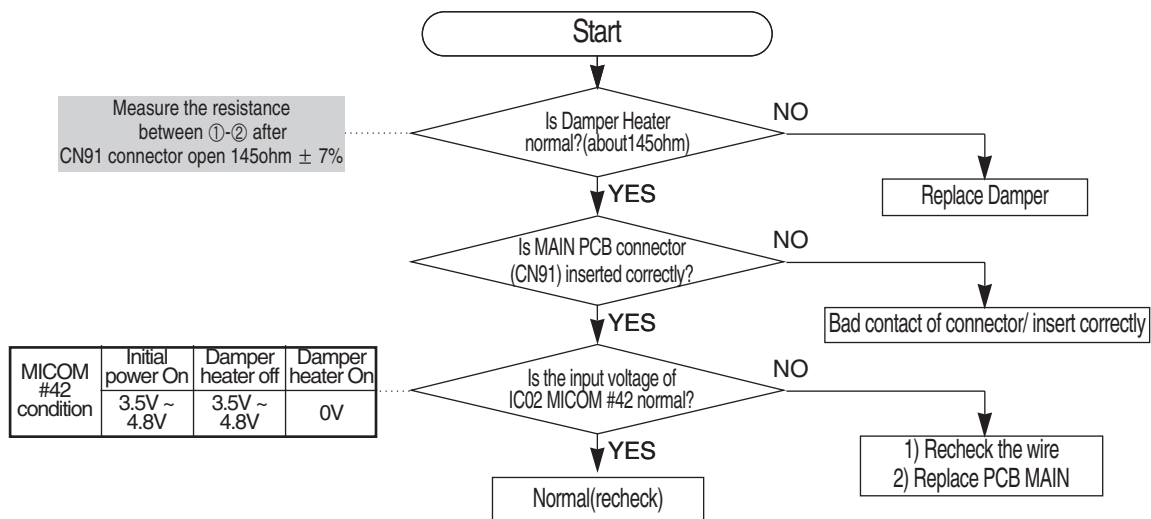 Start
Measure the resistance
between ①-② after
CN91 connector open 145ohm ± 7%
Is Damper Heater
normal?(about145ohm)
NO
Replace Damper
YES
Is MAIN PCB connector
(CN91) inserted correctly?
NO
Bad contact of connector/ insert correctly
YES
MICOM
#42
condition
Initial
power On
Damper
heater off
Damper
heater On
3.5V ~
4.8V
3.5V ~
4.8V
0V
Is the input voltage of
IC02 MICOM #42 normal?
NO
1) Recheck the wire
2) Replace PCB MAIN
YES
Normal(recheck)